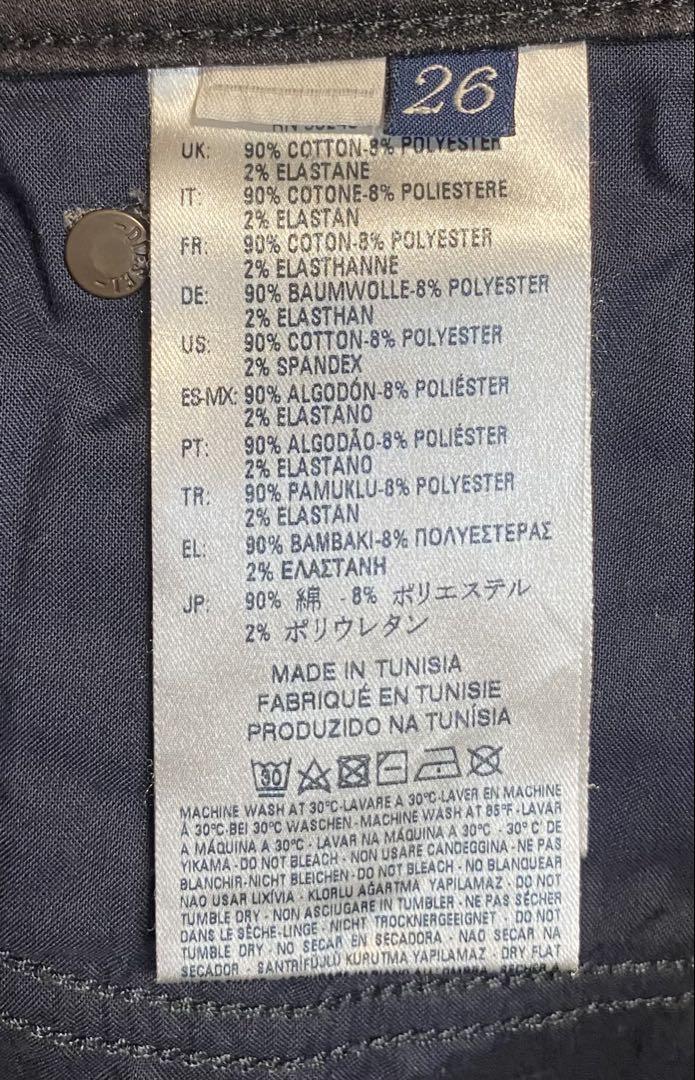 26
UK: 90% COTTON-8% POLYESTER
2% ELASTANE
IT: 90% COTONE-8% POLIESTERE
2% ELASTAN
FR: 90% COTON-8% POLYESTER
2% ELASTHANNE
DE: 90% BAUMWOLLE-8% POLYESTER
2% ELASTHAN
US: 90% COTTON-8% POLYESTER
2% SPANDEX
ES-MX: 90% ALGODÓN-8% POLIÉSTER
2% ELASTANO
PT: 90% ALGODÃO-8% POLIÉSTER
2% ELASTANO
TR: 90% PAMUKLU-8% POLYESTER
2% ELASTAN
EL: 90% BAMBAKI-8% ΠΟΛΥΕΣΤΕΡΑΣ
2% ΕΛΑΣΤΑΝΗ
JP: 90% 綿 -8% ポリエステル
2% ポリウレタン
MADE IN TUNISIA
FABRIQUÉ EN TUNISIE
PRODUZIDO NA TUNÍSIA
30
MACHINE WASH AT 30°C-LAVARE A 30°C-LAVER EN MACHINE
À 30°C-BEI 30°C WASCHEN-MACHINE WASH AT 85°F-LAVAR
A MÁQUINA A 30°C - LAVAR NA MÁQUINA A 30°C - 30°C' DE
YIKAMA - DO NOT BLEACH - NON USARE CANDEGGINA - NE PAS
BLANCHIR-NICHT BLEICHEN - DO NOT BLEACH - NO BLANQUEAR
NAO USAR LIXÍVIA - KLORLU AĞARTMA YAPILAMAZ - DO NOT
TUMBLE DRY - NON ASCIUGARE IN TUMBLER - NE PAS SÉCHER
DANS LE SÈCHE-LINGE - NICHT TROCKNERGEEIGNET - DO NOT
TUMBLE DRY - NO SECAR EN SECADORA - NAO SECAR NA
SECADOR - SANTRİFÜJLÜ KURUTMA YAPILAMAZ - DRY FLAT
DIESEL